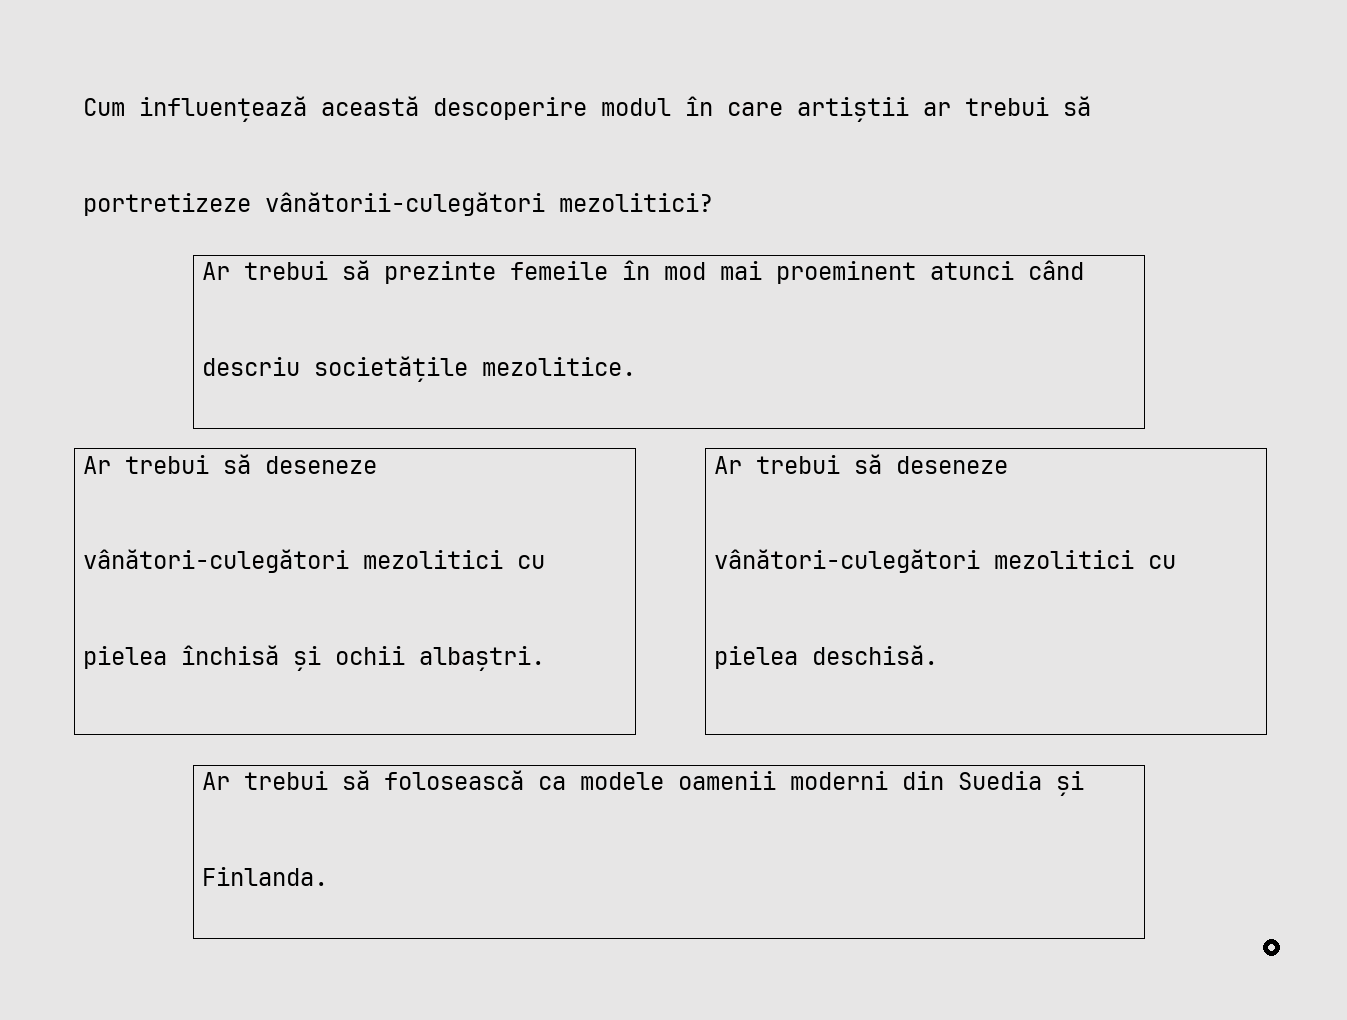 Cum influențează această descoperire modul în care artiștii ar trebui să
portretizeze vânătorii-culegători mezolitici?
Ar trebui să prezinte femeile în mod mai proeminent atunci când
descriu societățile mezolitice.
Ar trebui să deseneze
vânători-culegători mezolitici cu
pielea închisă și ochii albaștri.
Ar trebui să deseneze
vânători-culegători mezolitici cu
pielea deschisă.
Ar trebui să folosească ca modele oamenii moderni din Suedia și
Finlanda.